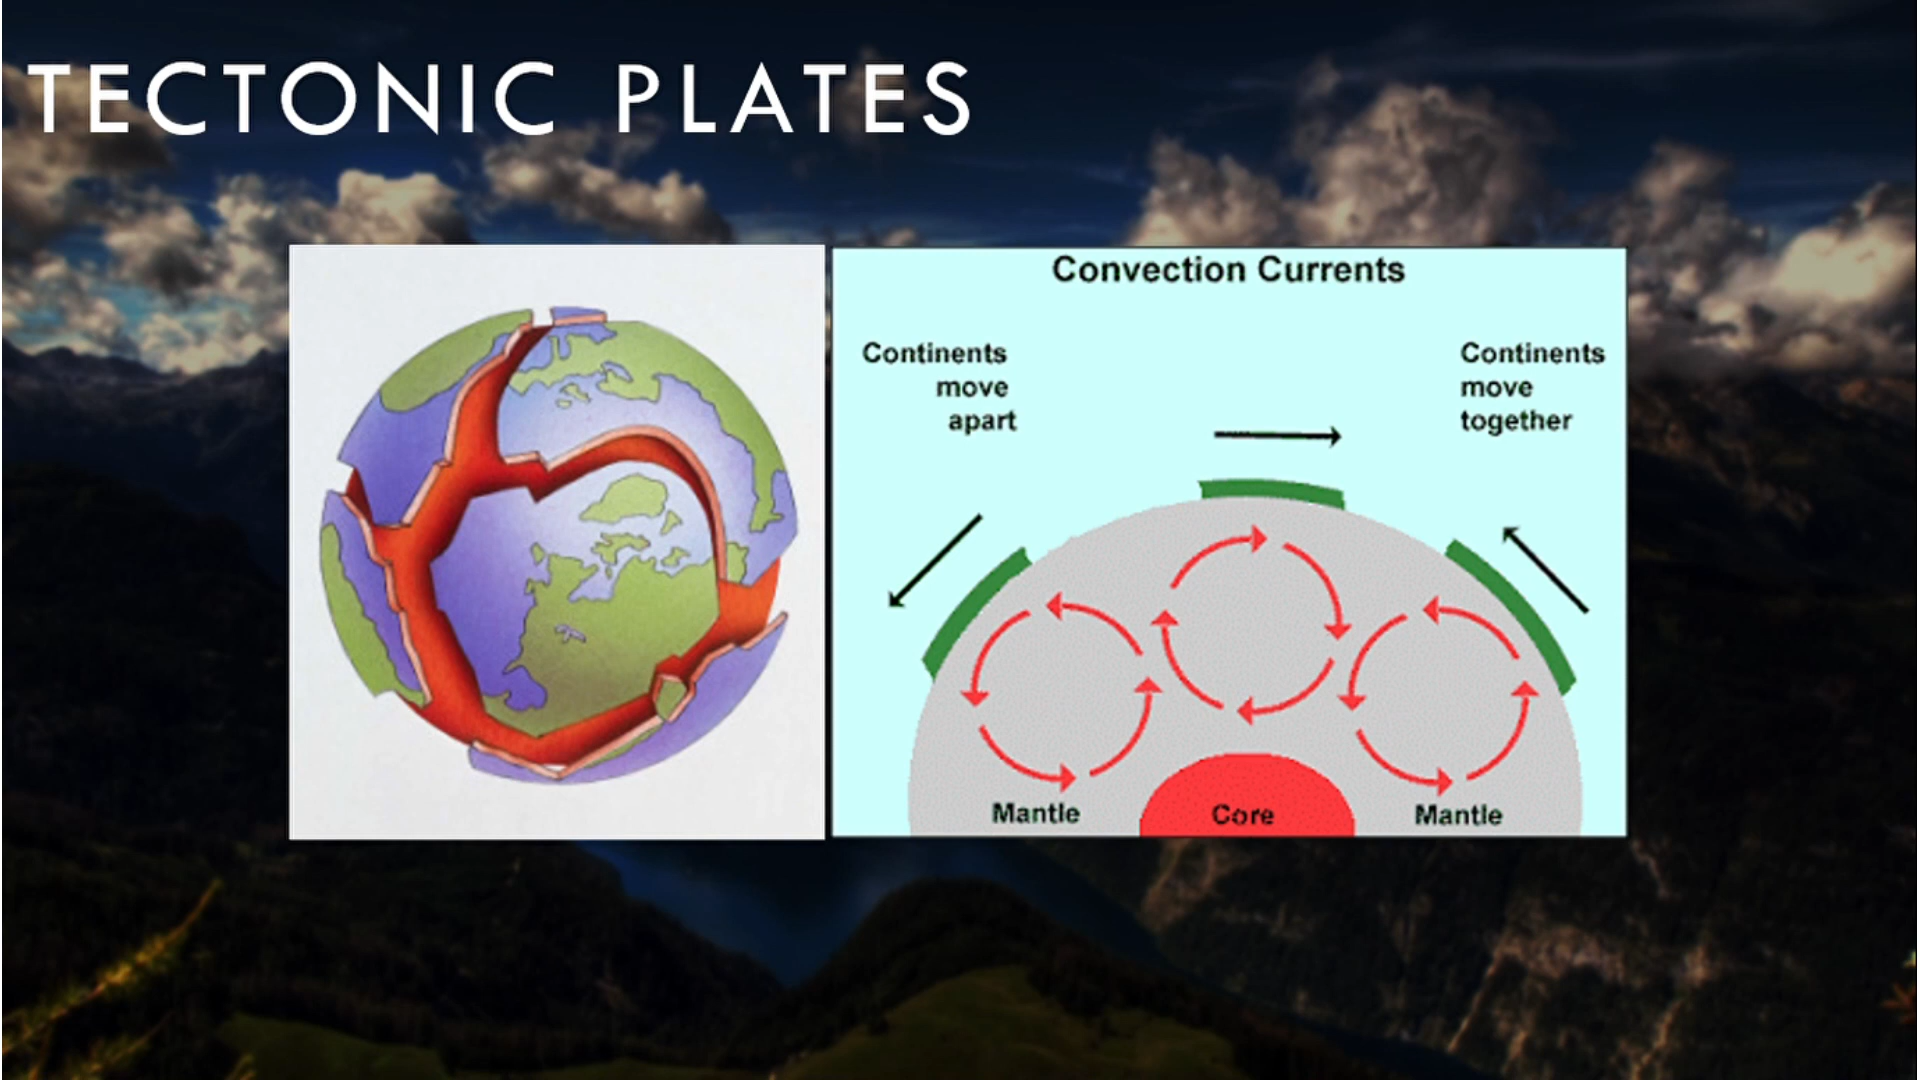 TECTONIC PLATES
Convection Currents
Continents
move
apart
Continents
move
together
Mantle
Core
Mantle